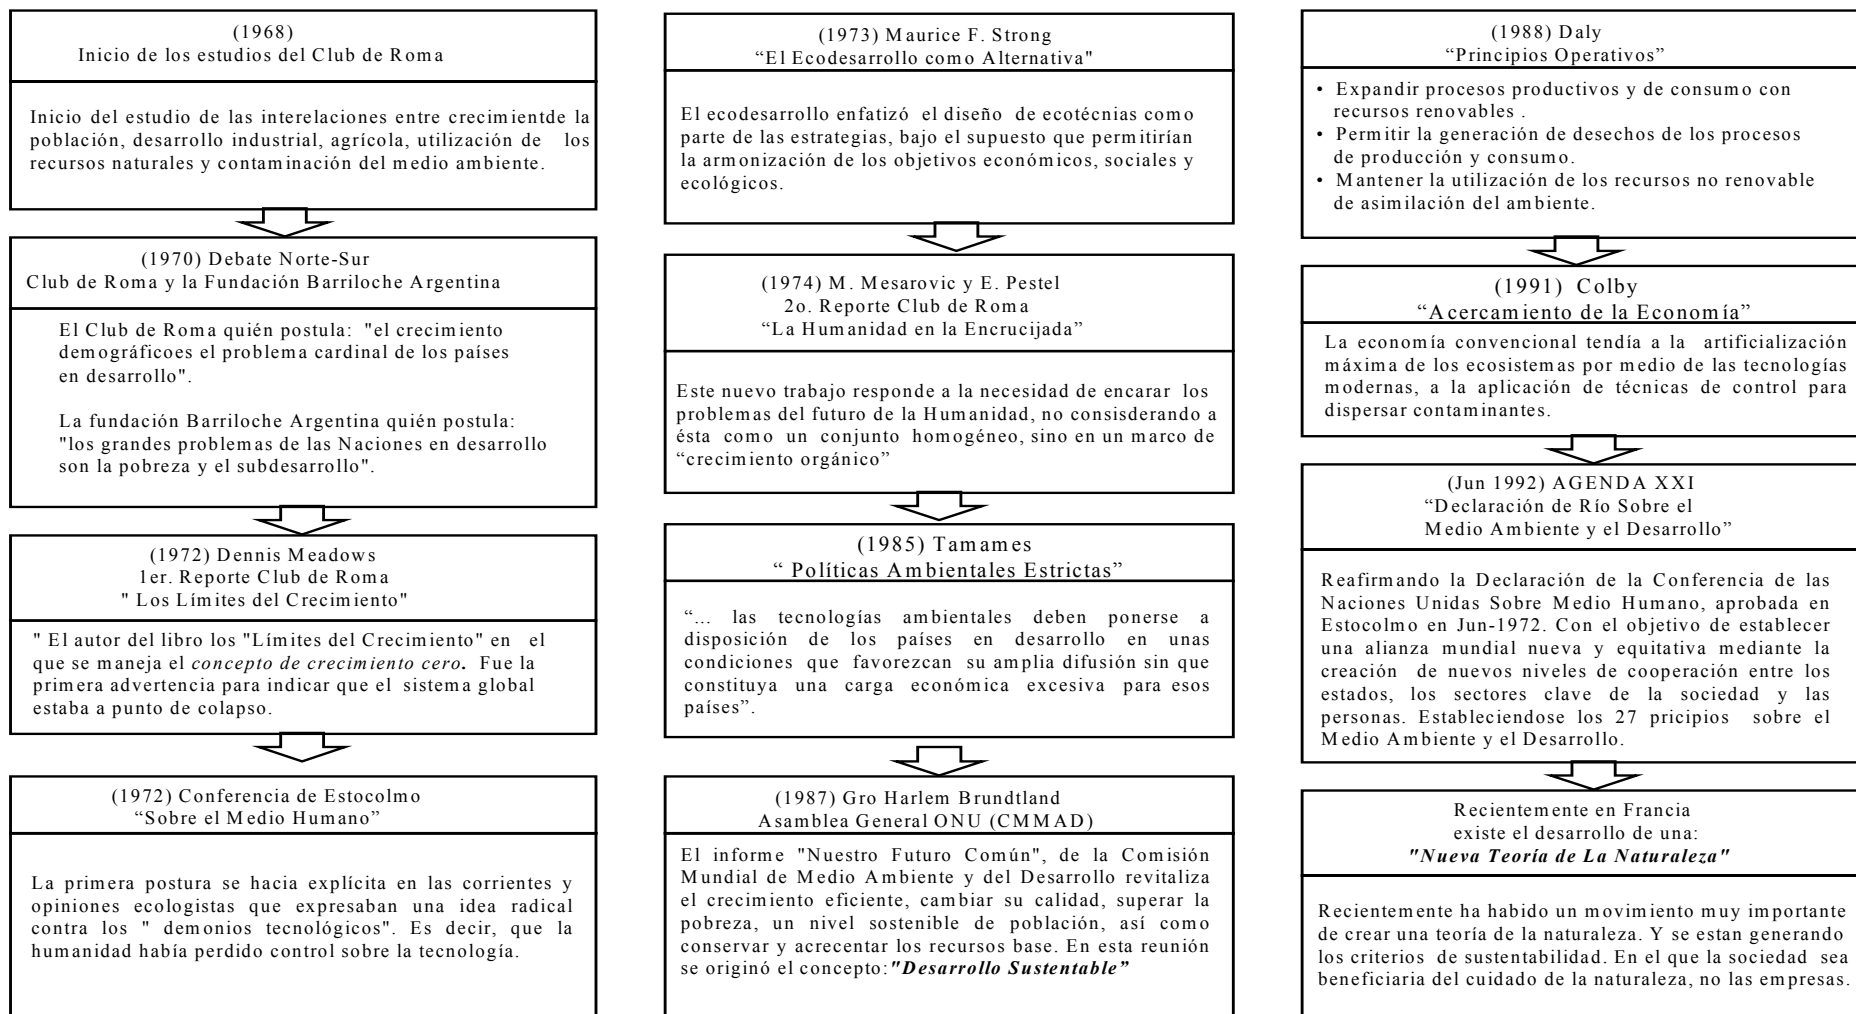 (1968)
Inicio de los estudios del Club de Roma
Inicio del estudio de las interelaciones entre crecimientde la
población, desarrollo industrial, agrícola, utilización de los
recursos naturales y contaminación del medio ambiente.
(1970) Debate Norte-Sur
Club de Roma y la Fundación Barriloche Argentina
El Club de Roma quién postula: "el crecimiento
demográficoes el problema cardinal de los países
en desarrollo".
La fundación Barriloche Argentina quién postula:
"los grandes problemas de las Naciones en desarrollo
son la pobreza y el subdesarrollo".
(1972) Dennis Meadows
1er. Reporte Club de Roma
" Los Límites del Crecimiento"
" El autor del libro los "Límites del Crecimiento" en el
que se maneja el concepto de crecimiento cero. Fue la
primera advertencia para indicar que el sistema global
estaba a punto de colapso.
(1972) Conferencia de Estocolmo
“Sobre el Medio Humano”
La primera postura se hacia explícita en las corrientes y
opiniones ecologistas que expresaban una idea radical
contra los " demonios tecnológicos". Es decir, que la
humanidad había perdido control sobre la tecnología.
(1973) Maurice F. Strong
“El Ecodesarrollo como Alternativa"
El ecodesarrollo enfatizó el diseño de ecotécnias como
parte de las estrategias, bajo el supuesto que permitirían
la armonización de los objetivos económicos, sociales y
ecológicos.
(1974) M. Mesarovic y E. Pestel
2o. Reporte Club de Roma
“La Humanidad en la Encrucijada”
Este nuevo trabajo responde a la necesidad de encarar los
problemas del futuro de la Humanidad, no consisderando a
ésta como un conjunto homogéneo, sino en un marco de
“crecimiento orgánico”
(1985) Tamames
“ Políticas Ambientales Estrictas”
“... las tecnologías ambientales deben ponerse a
disposición de los países en desarrollo en unas
condiciones que favorezcan su amplia difusión sin que
constituya una carga económica excesiva para esos
países”.
(1987) Gro Harlem Brundtland
Asamblea General ONU (CMMAD)
El informe "Nuestro Futuro Común", de la Comisión
Mundial de Medio Ambiente y del Desarrollo revitaliza
el crecimiento eficiente, cambiar su calidad, superar la
pobreza, un nivel sostenible de población, así como
conservar y acrecentar los recursos base. En esta reunión
se originó el concepto:"Desarrollo Sustentable”
(1988) Daly
“Principios Operativos”
• Expandir procesos productivos y de consumo con
recursos renovables .
• Permitir la generación de desechos de los procesos
de producción y consumo.
• Mantener la utilización de los recursos no renovable
de asimilación del ambiente.
(1991) Colby
“Acercamiento de la Economía”
La economía convencional tendía a la artificialización
máxima de los ecosistemas por medio de las tecnologías
modernas, a la aplicación de técnicas de control para
dispersar contaminantes.
(Jun 1992) AGENDA XXI
“Declaración de Río Sobre el
Medio Ambiente y el Desarrollo”
Reafirmando la Declaración de la Conferencia de las
Naciones Unidas Sobre Medio Humano, aprobada en
Estocolmo en Jun-1972. Con el objetivo de establecer
una alianza mundial nueva y equitativa mediante la
creación de nuevos niveles de cooperación entre los
estados, los sectores clave de la sociedad y las
personas. Estableciendose los 27 pricipios sobre el
Medio Ambiente y el Desarrollo.
Recientemente en Francia
existe el desarrollo de una:
"Nueva Teoría de La Naturaleza"
Recientemente ha habido un movimiento muy importante
de crear una teoría de la naturaleza. Y se estan generando
los criterios de sustentabilidad. En el que la sociedad sea
beneficiaria del cuidado de la naturaleza, no las empresas.